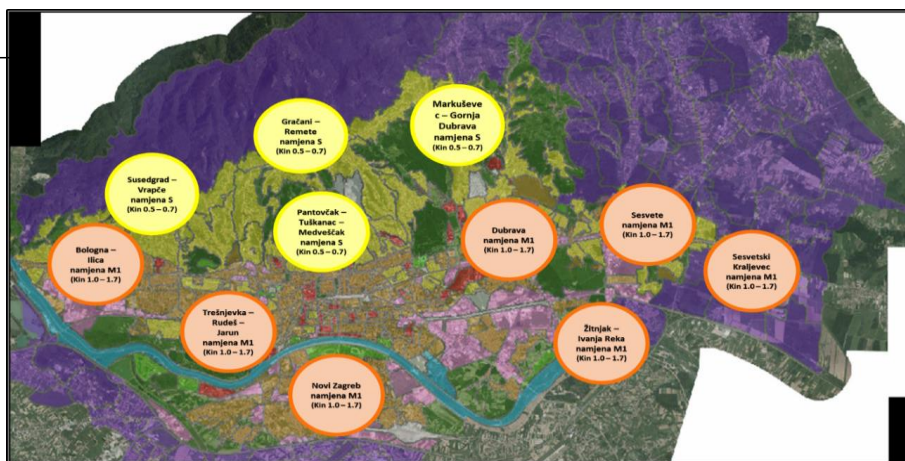 Markuševe
c – Gornja
Dubrava
namjena S
(Kin 0.5 – 0.7)
Gračani –
Remete
namjena S
(Kin 0.5 – 0.7)
Susedgrad –
Vrapče
namjena S
(Kin 0.5 – 0.7)
Pantovčak –
Tuškanac –
Medveščak
namjena S
(Kin 0.5 – 0.7)
Bologna –
Ilica
namjena M1
(Kin 1.0 – 1.7)
Dubrava
namjena M1
(Kin 1.0 – 1.7)
Sesvete
namjena M1
(Kin 1.0 – 1.7)
Sesvetski
Kraljevec
namjena M1
(Kin 1.0 – 1.7)
Trešnjevka –
Rudeš –
Jarun
namjena M1
(Kin 1.0 – 1.7)
Žitnjak –
Ivanja Reka
namjena M1
(Kin 1.0 – 1.7)
Novi Zagreb
namjena M1
(Kin 1.0 – 1.7)